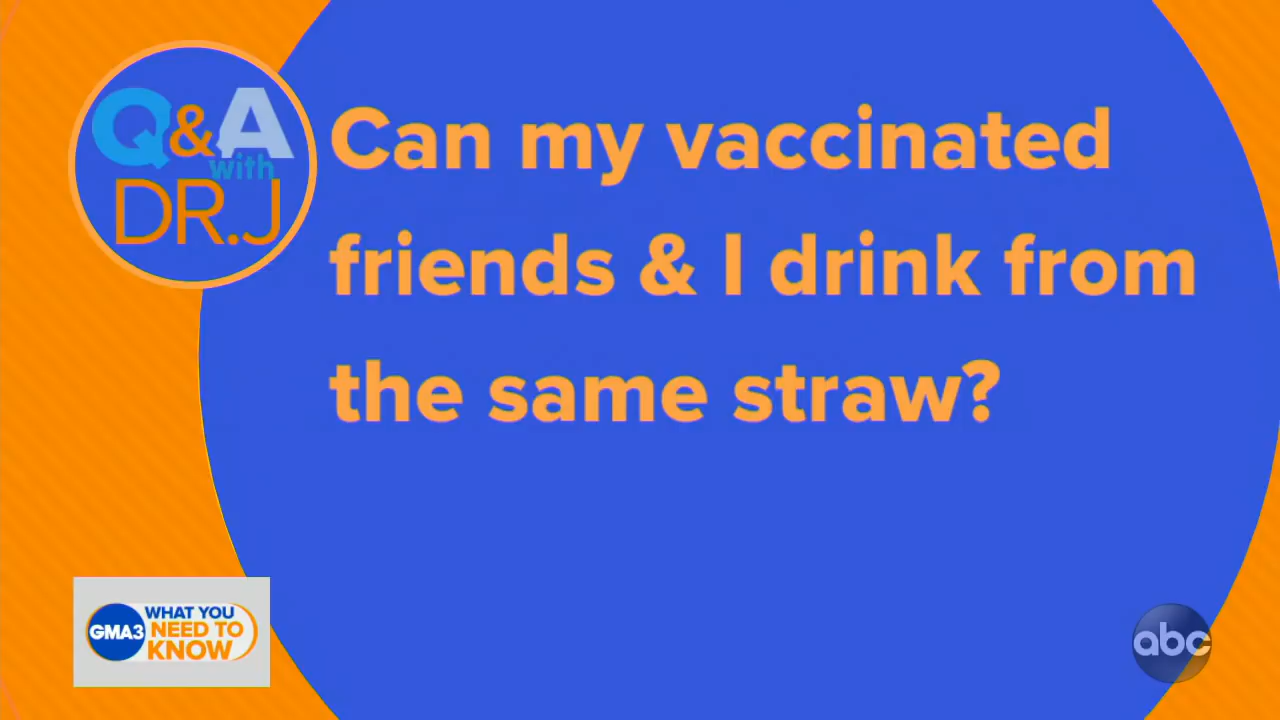 Q&A
with
DR.J
Can my vaccinated
friends & I drink from
the same straw?
GMA3
WHAT YOU
NEED TO
KNOW
abc